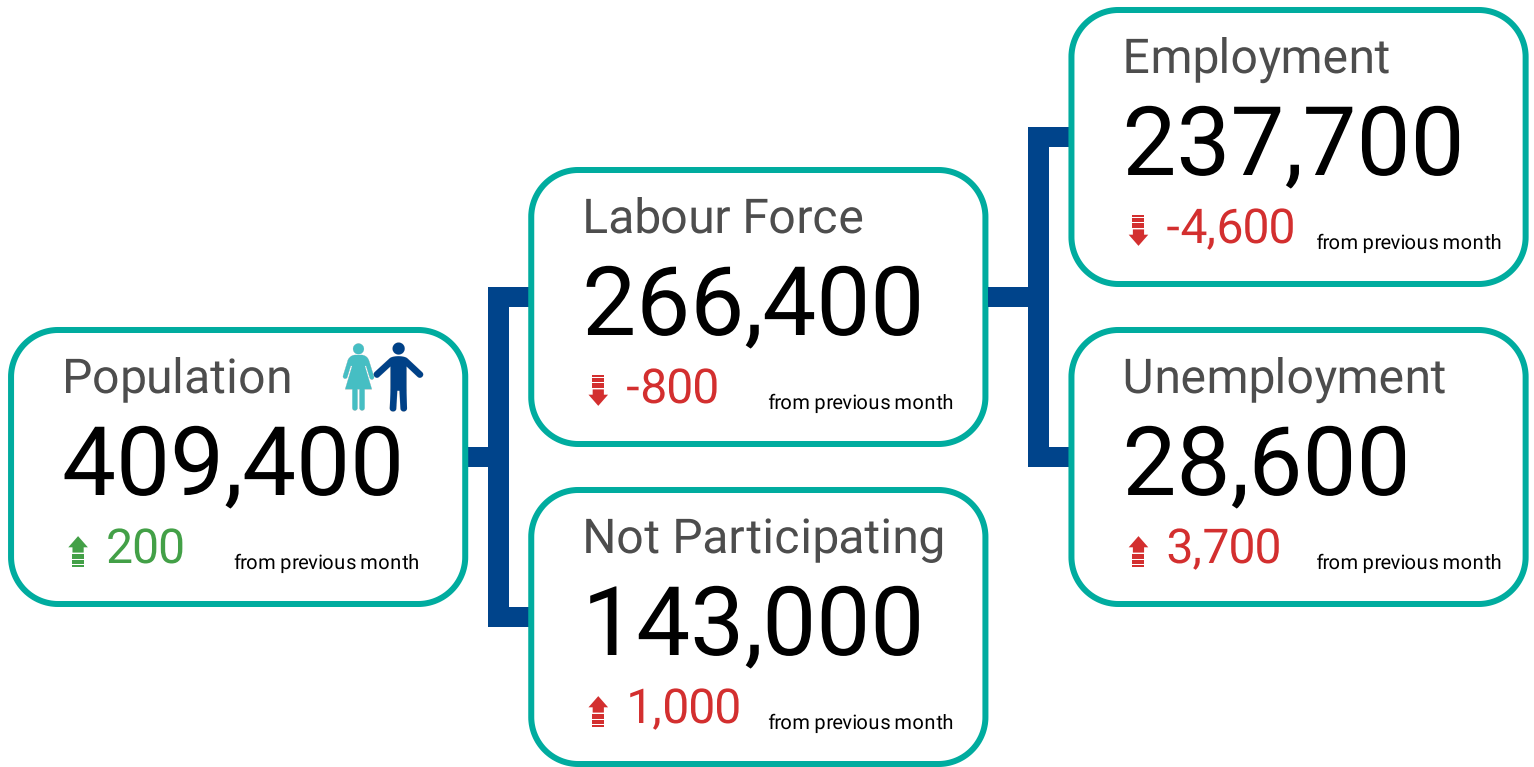 Population
409,400
200 from previous month
Labour Force
266,400
-800 from previous month
Not Participating
143,000
1,000 from previous month
Employment
237,700
-4,600 from previous month
Unemployment
28,600
3,700 from previous month